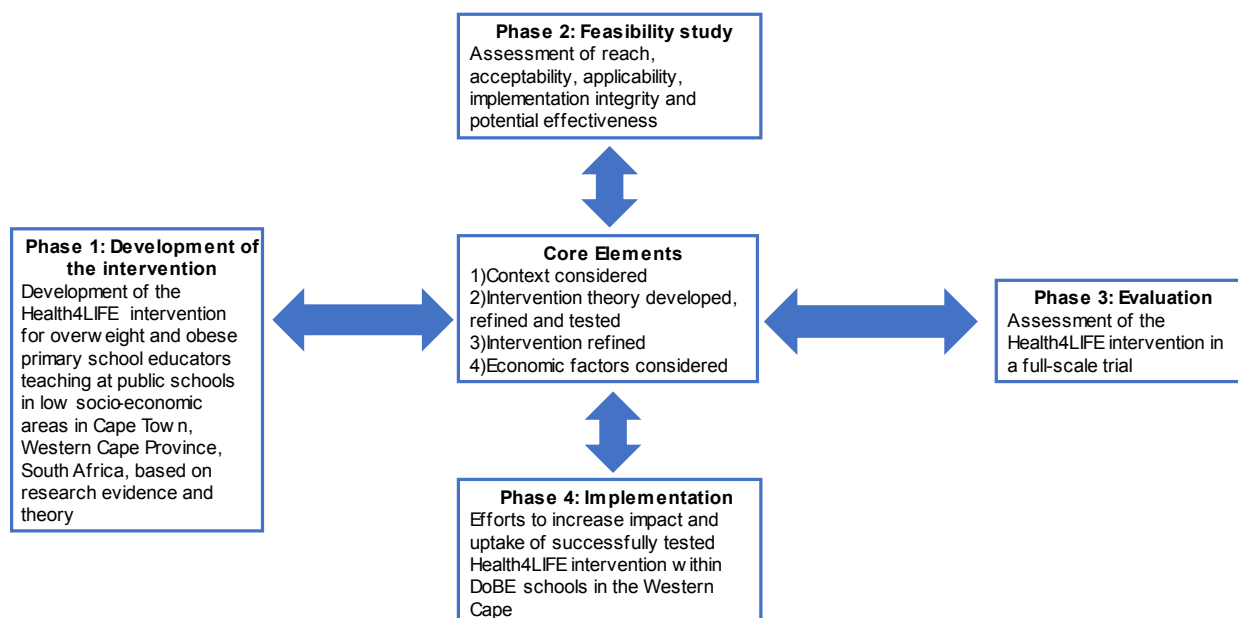 Phase 2: Feasibility study
Assessment of reach,
acceptability, applicability,
implementation integrity and
potential effectiveness
Phase 1: Development of
the intervention
Development of the
Health4LIFE intervention
for overweight and obese
primary school educators
teaching at public schools
in low socio-economic
areas in Cape Town,
Western Cape Province,
South Africa, based on
research evidence and
theory
Core Elements
1)Context considered
2)Intervention theory developed,
refined and tested
3)Intervention refined
4)Economic factors considered
Phase 3: Evaluation
Assessment of the
Health4LIFE intervention in
a full-scale trial
Phase 4: Implementation
Efforts to increase impact and
uptake of successfully tested
Health4LIFE intervention within
DoBE schools in the Western
Cape